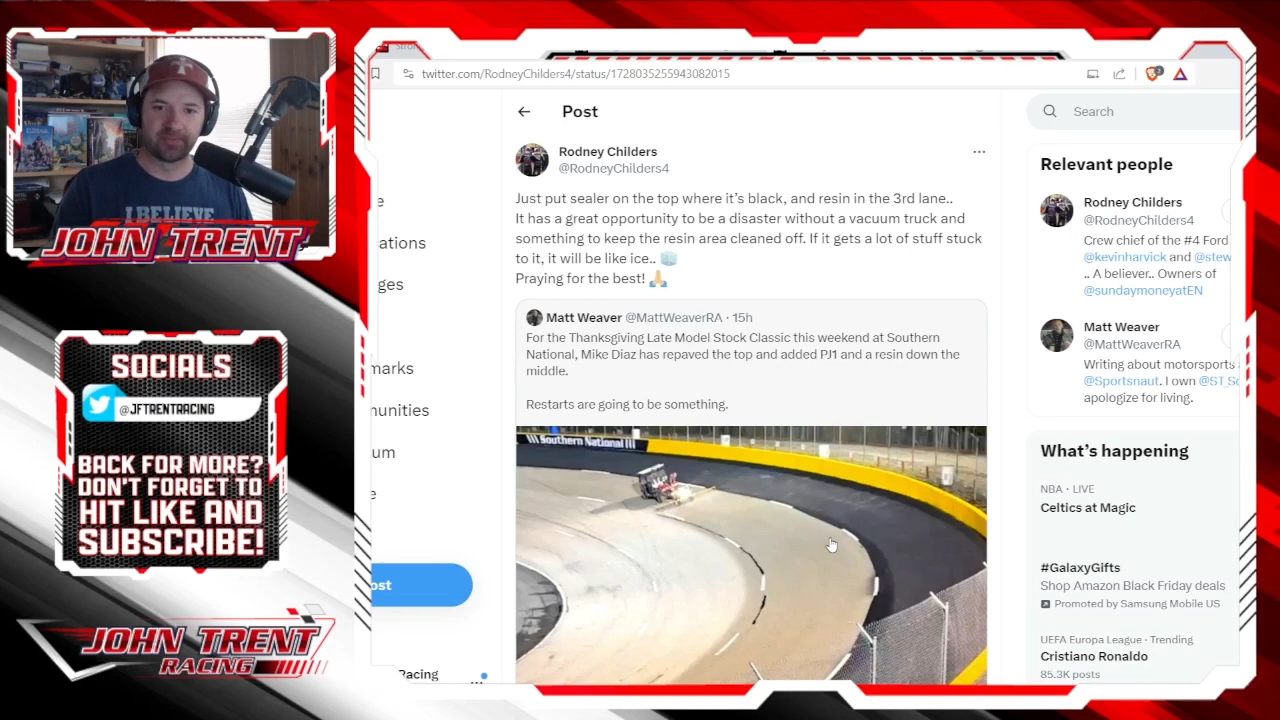 I BELIEVE
JOHN TRENT
SOCIALS
@JFTRENTRACING
BACK FOR MORE?
DON'T FORGET TO
HIT LIKE AND
SUBSCRIBE!
JOHN TRENT
RACING
twitter.com/RodneyChilders4/status/1728035255943082015
e
ations
ges
marks
munities
um
e
ost
Racing
Post
Rodney Childers
@RodneyChilders4
Just put sealer on the top where it's black, and resin in the 3rd lane..
It has a great opportunity to be a disaster without a vacuum truck and
something to keep the resin area cleaned off. If it gets a lot of stuff stuck
to it, it will be like ice.. 🧊
Praying for the best! 🙏
Matt Weaver @MattWeaverRA · 15h
For the Thanksgiving Late Model Stock Classic this weekend at Southern
National, Mike Diaz has repaved the top and added PJ1 and a resin down the
middle.
Restarts are going to be something.
Southern National
Search
Relevant people
Rodney Childers
@RodneyChilders4
Crew chief of the #4 Ford
@kevinharvick and @stew
.. A believer.. Owners of
@sundaymoneyatEN
Matt Weaver
@MattWeaverRA
Writing about motorsports
@Sportsnaut. I own @ST_Sc
apologize for living.
What's happening
NBA · LIVE
Celtics at Magic
#GalaxyGifts
Shop Amazon Black Friday deals
Promoted by Samsung Mobile US
UEFA Europa League · Trending
Cristiano Ronaldo
85.3K posts